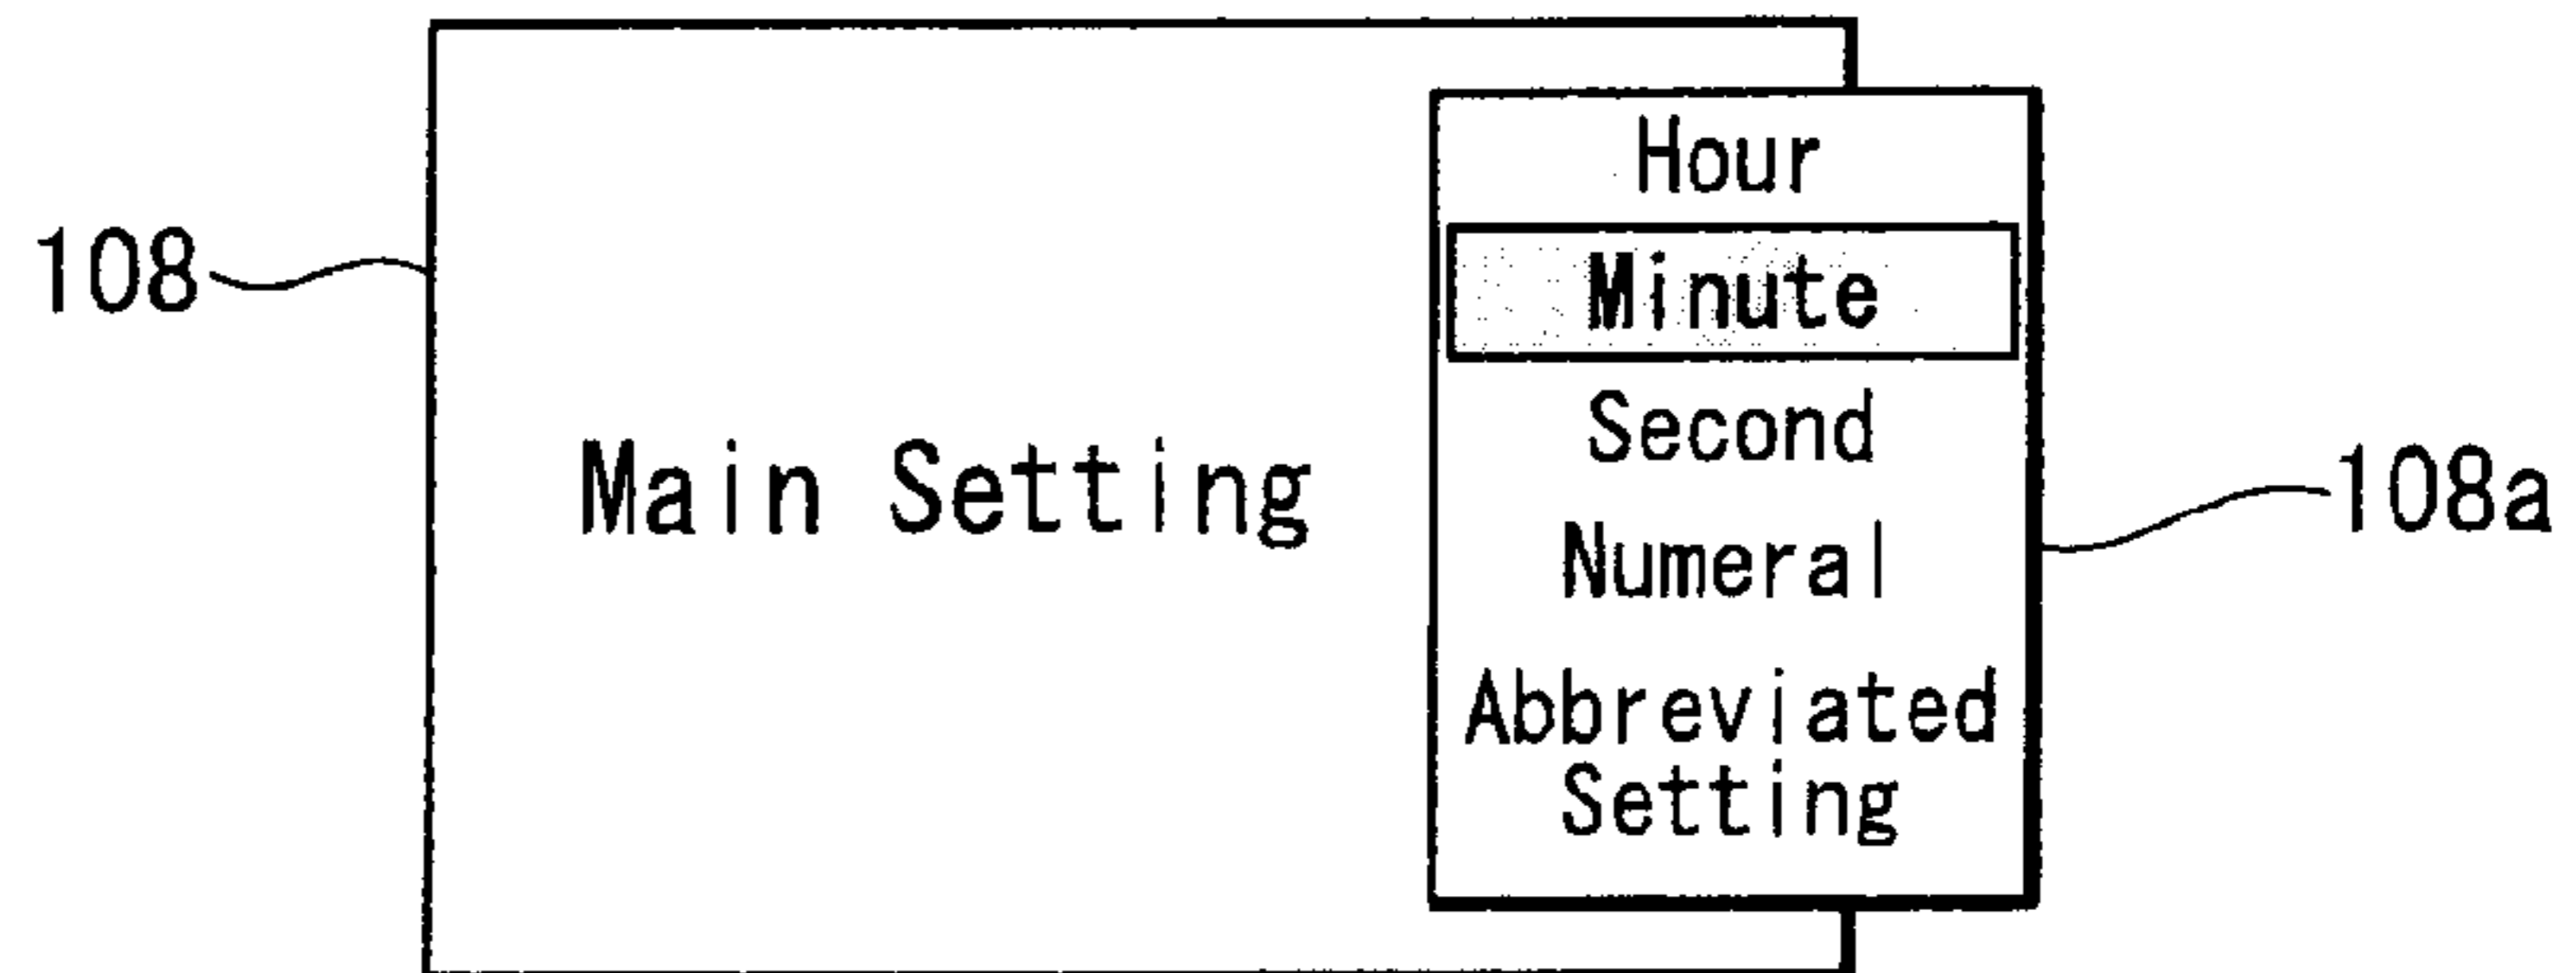 108
Main Setting
Hour
Minute
Second
Numeral
Abbreviated
Setting
108a